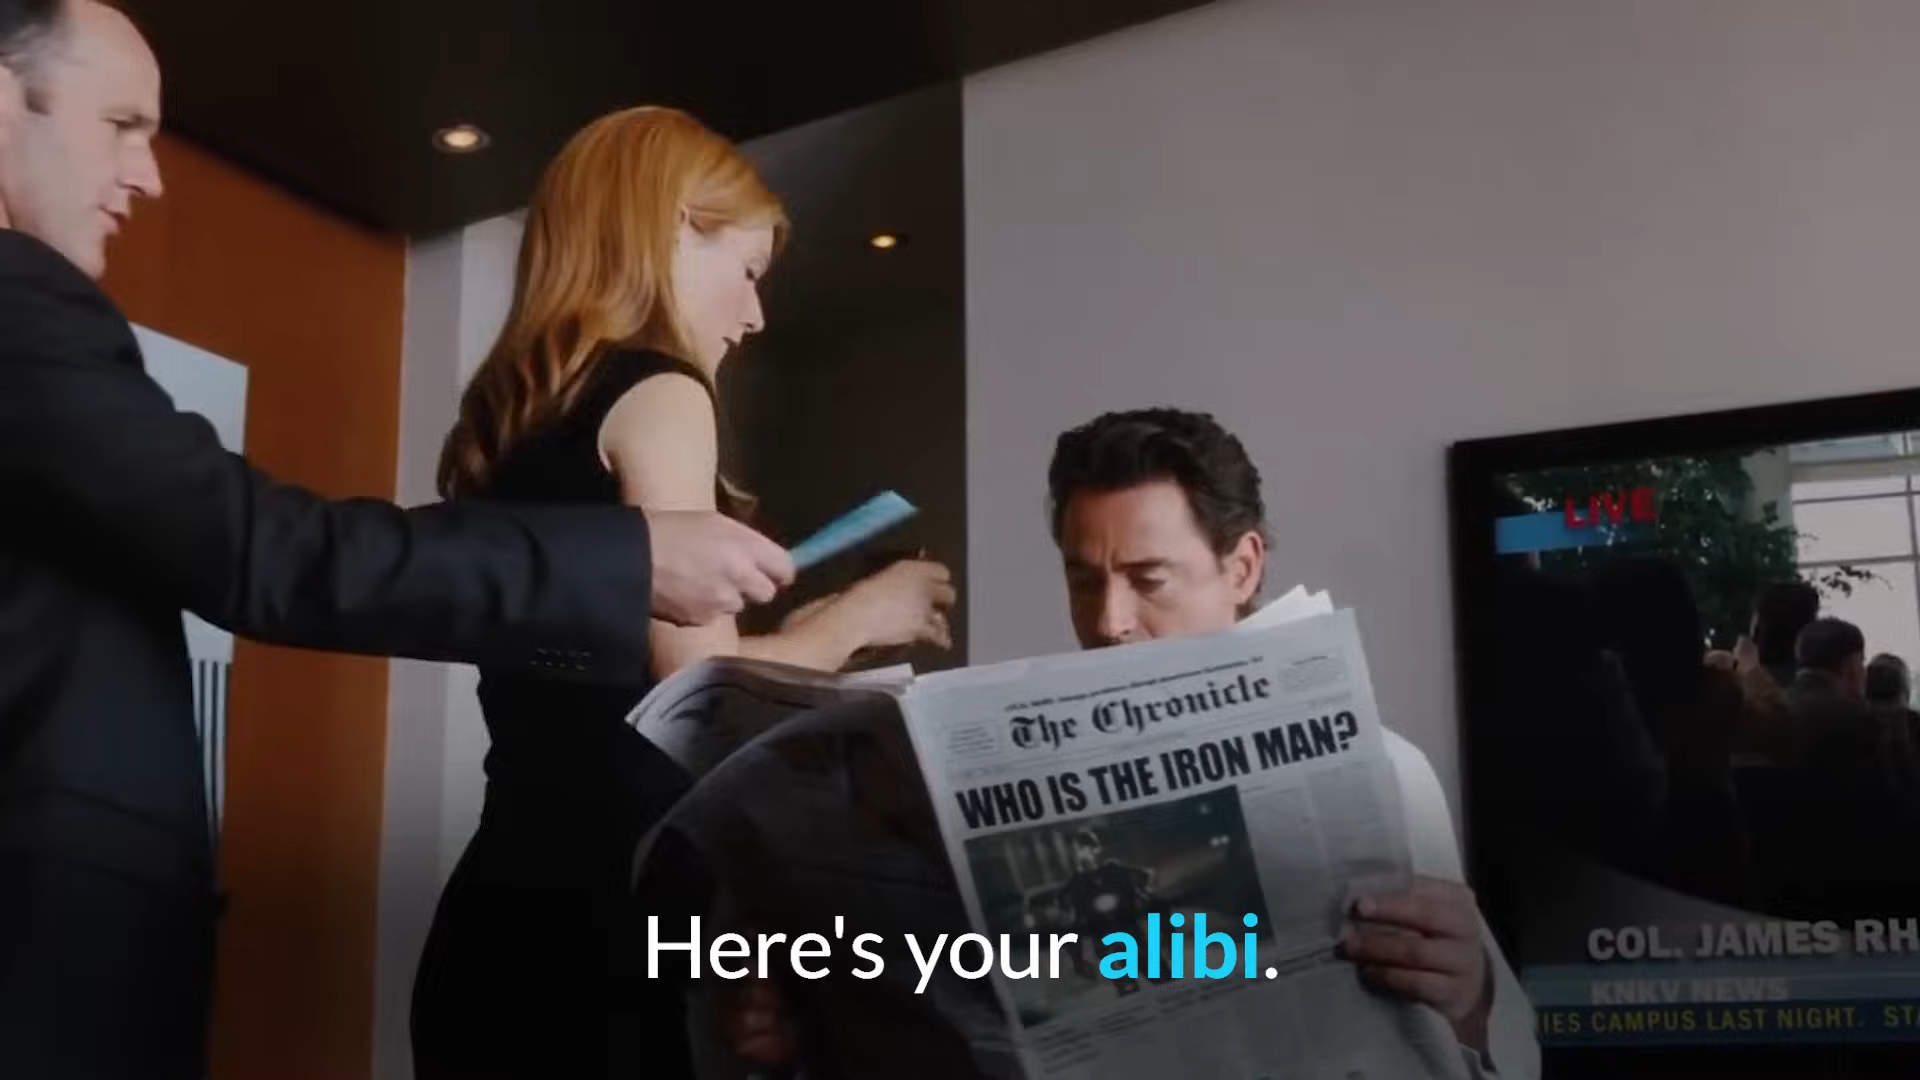 LIVE
The Chronicle
WHO IS THE IRON MAN?
COL. JAMES RH
KNKV NEWS
IES CAMPUS LAST NIGHT. STA
Here's your alibi.